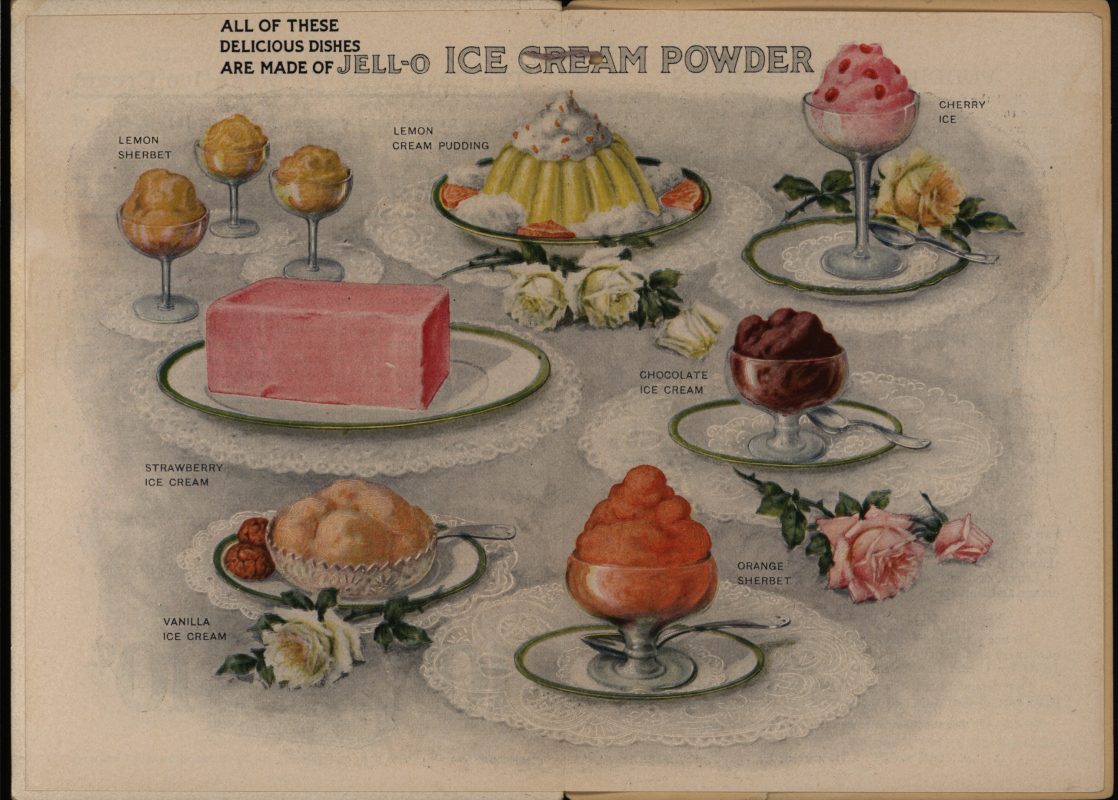 ALL OF THESE
DELICIOUS DISHES
ARE MADE OF JELL-O ICE CREAM POWDER
LEMON
SHERBET
LEMON
CREAM PUDDING
CHERRY
ICE
CHOCOLATE
ICE CREAM
STRAWBERRY
ICE CREAM
ORANGE
SHERBET
VANILLA
ICE CREAM